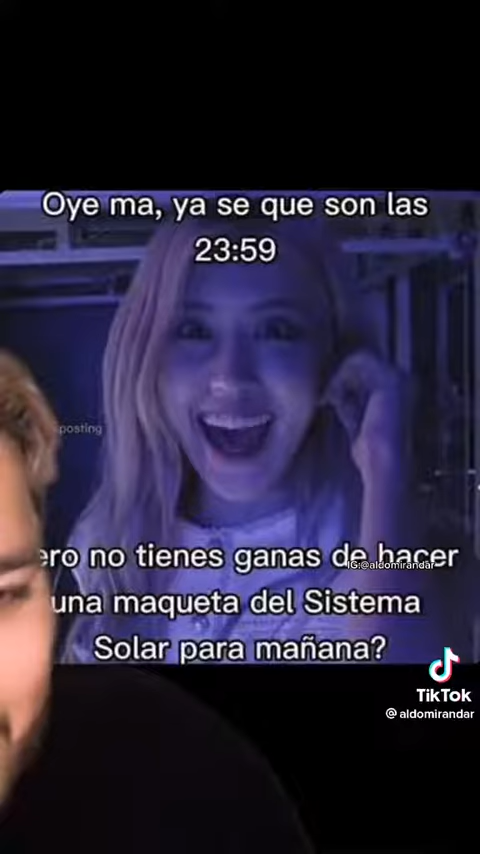 Oye ma, ya se que son las
23:59
posting
ero no tienes ganas de hacer
IG:@aldomirandar
una maqueta del Sistema
Solar para mañana?
TikTok
@aldomirandar